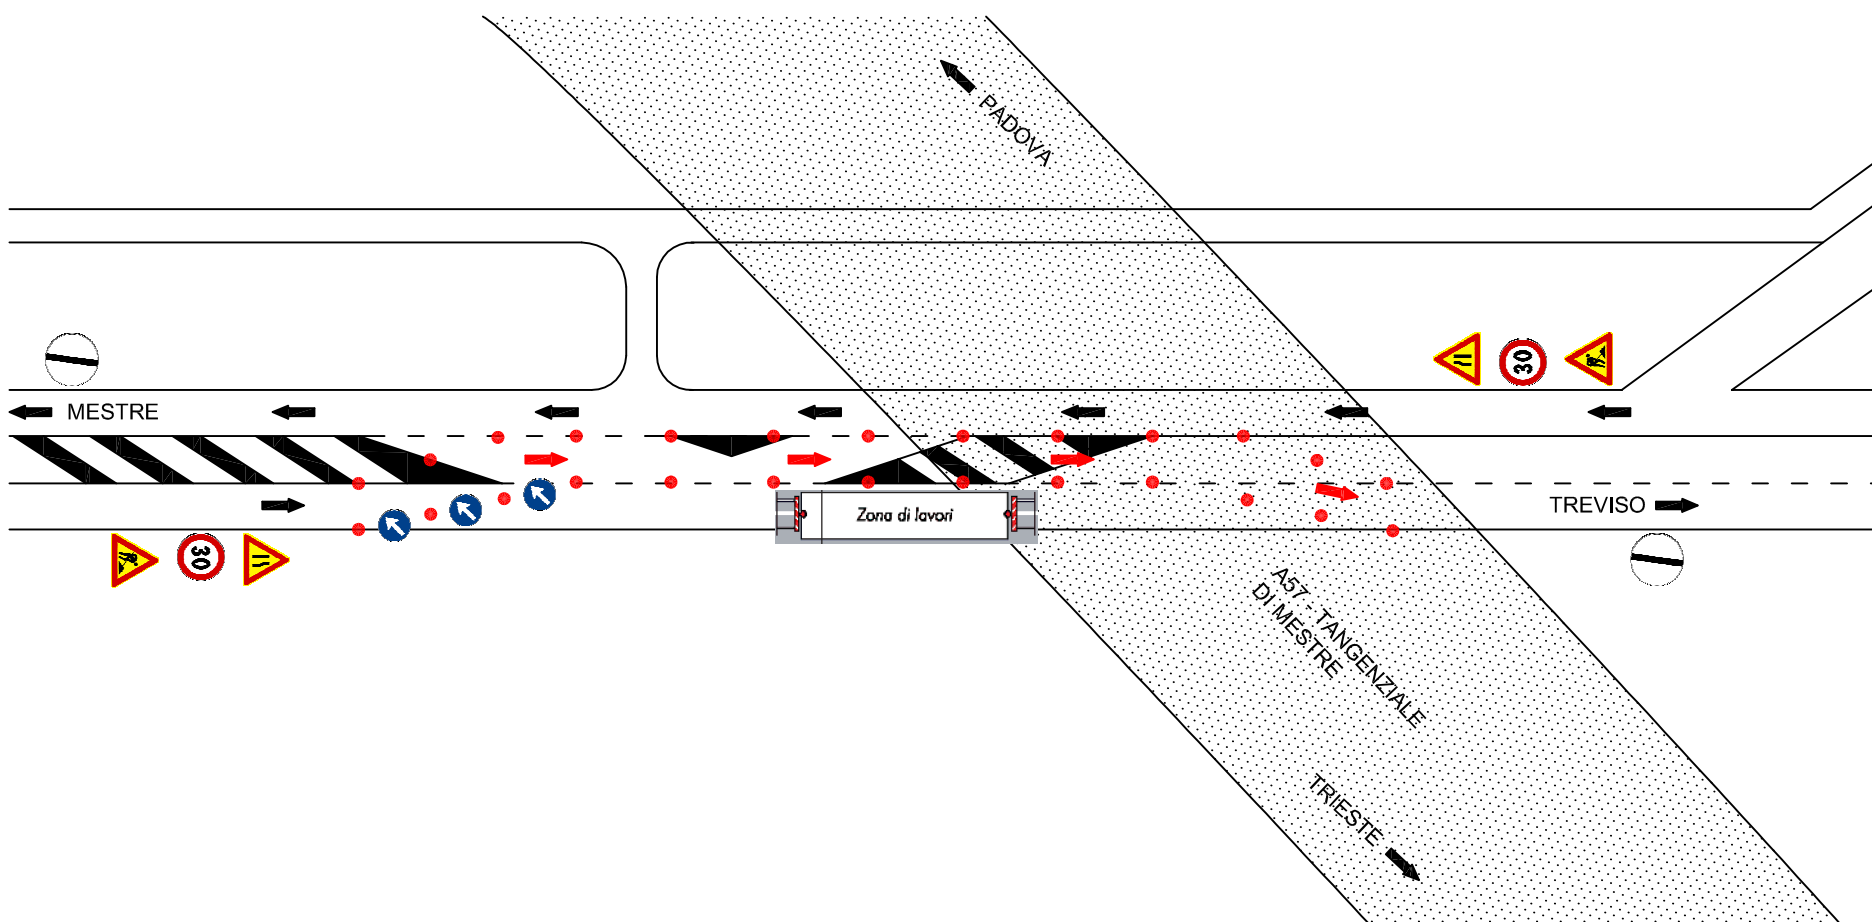 PADOVA
30
MESTRE
TREVISO
Zona di lavori
30
A57 - TANGENZIALE
DI MESTRE
TRIESTE